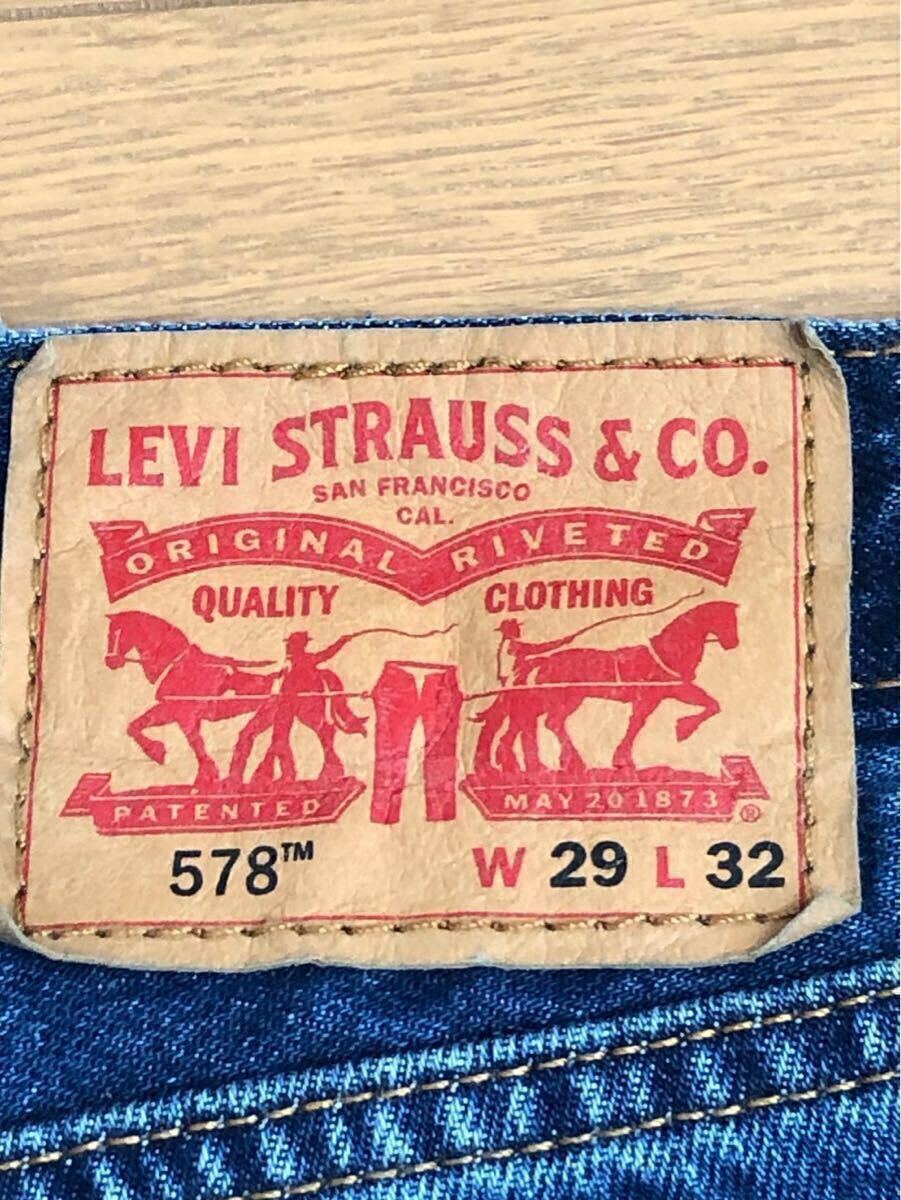 LEVI STRAUSS & CO.
SAN FRANCISCO
CAL.
ORIGINAL RIVETED
QUALITY CLOTHING
PATENTED MAY 20 1873 ®
578™ W 29 L 32